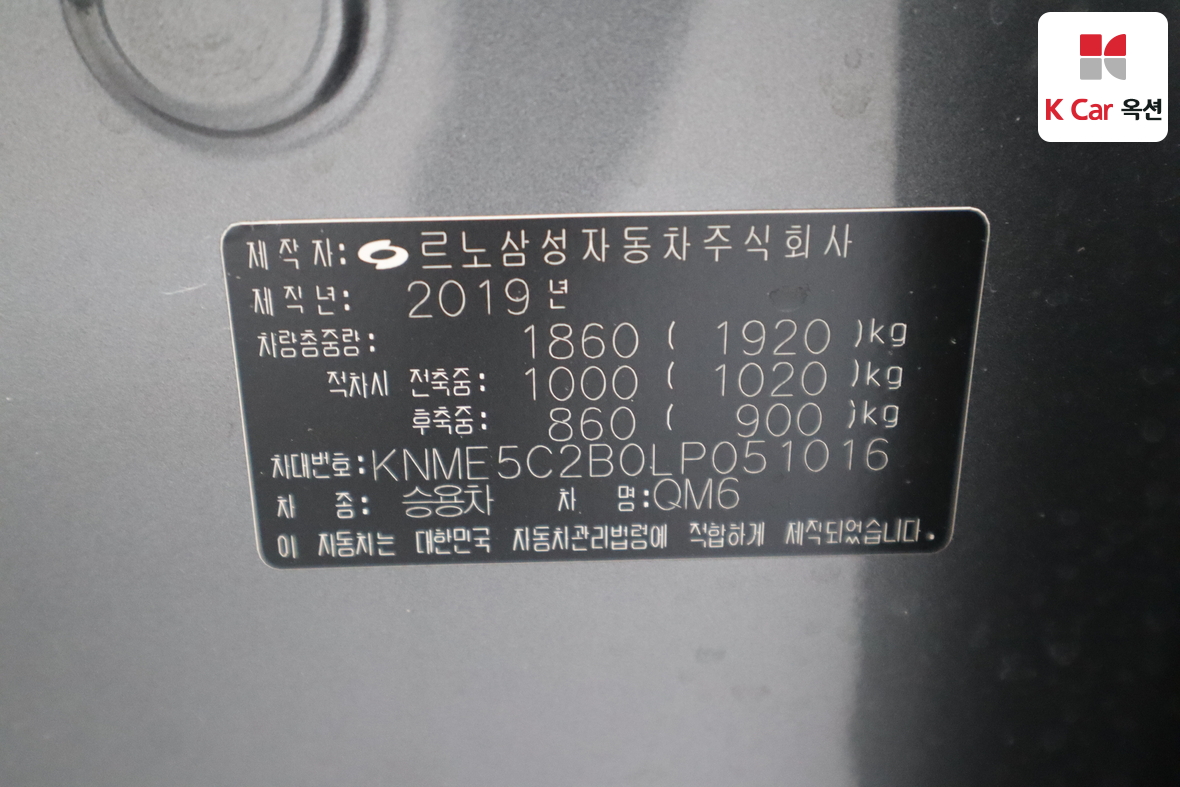 K Car 옥션
제작자: 르노삼성자동차주식회사
제작년: 2019년
차량총중량: 1860 ( 1920 )kg
적차시 전축중: 1000 ( 1020 )kg
후축중: 860 ( 900 )kg
차대번호:KNME5C2B0LP051016
차 종: 승용차 차 명:QM6
이 자동차는 대한민국 자동차관리법령에 적합하게 제작되었습니다.